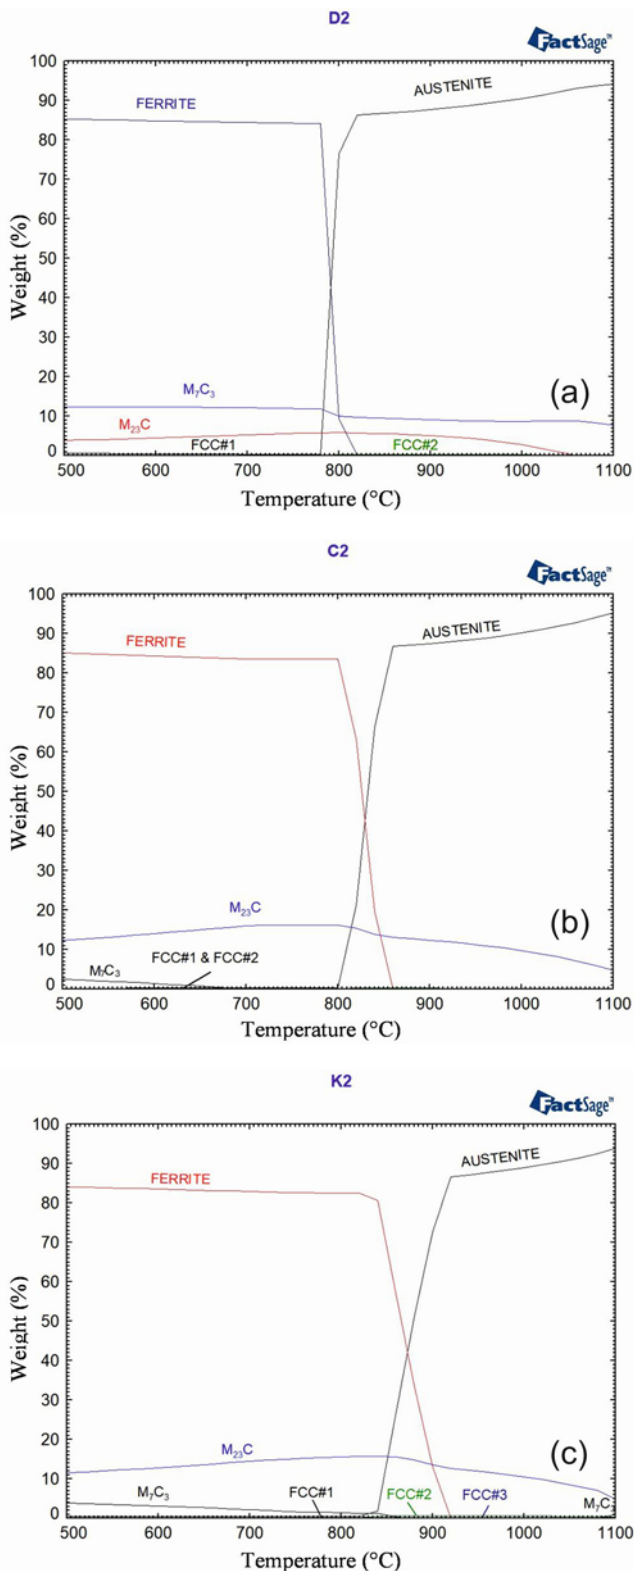 D2
FactSage™
100
90
80
70
60
50
40
30
20
10
0
Weight (%)
FERRITE
AUSTENITE
M₇C₃
M₂₃C
FCC#1
FCC#2
(a)
500 600 700 800 900 1000 1100
Temperature (°C)
C2
FactSage™
100
90
80
70
60
50
40
30
20
10
0
Weight (%)
FERRITE
AUSTENITE
M₂₃C
M₇C₃
FCC#1 & FCC#2
(b)
500 600 700 800 900 1000 1100
Temperature (°C)
K2
FactSage™
100
90
80
70
60
50
40
30
20
10
0
Weight (%)
FERRITE
AUSTENITE
M₂₃C
M₇C₃
FCC#1
FCC#2
FCC#3
M₇C
(c)
500 600 700 800 900 1000 1100
Temperature (°C)